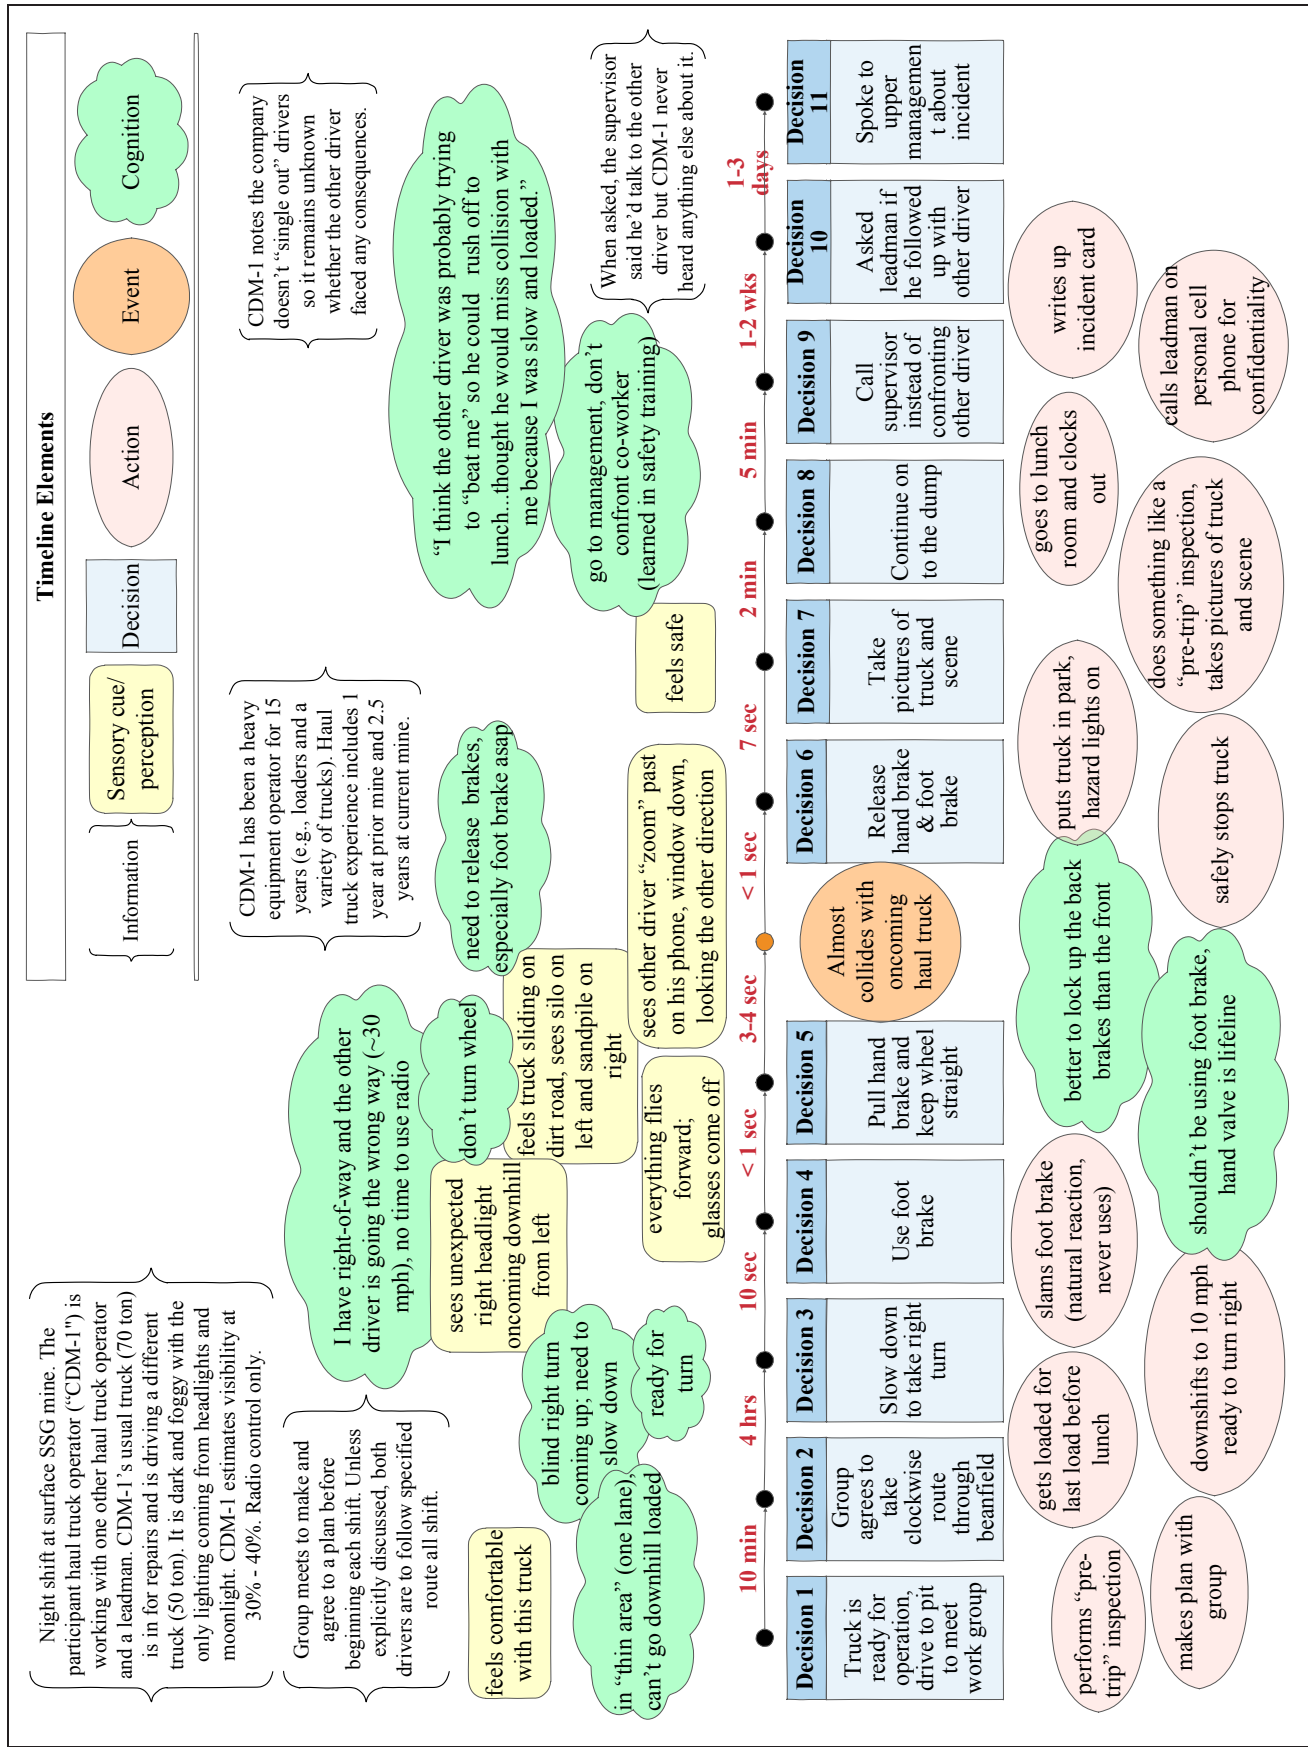 Timeline Elements
Information
Sensory cue/
perception
Decision
Action
Event
Cognition
Night shift at surface SSG mine. The
participant haul truck operator (“CDM-1") is
working with one other haul truck operator
and a leadman. CDM-1’s usual truck (70 ton)
is in for repairs and is driving a different
truck (50 ton). It is dark and foggy with the
only lighting coming from headlights and
moonlight. CDM-1 estimates visibility at
30% - 40%. Radio control only.
CDM-1 has been a heavy
equipment operator for 15
years (e.g., loaders and a
variety of trucks). Haul
truck experience includes 1
year at prior mine and 2.5
years at current mine.
CDM-1 notes the company
doesn’t “single out” drivers
so it remains unknown
whether the other driver
faced any consequences.
Group meets to make and
agree to a plan before
beginning each shift. Unless
explicitly discussed, both
drivers are to follow specified
route all shift.
I have right-of-way and the other
driver is going the wrong way (~30
mph), no time to use radio
“I think the other driver was probably trying
to “beat me” so he could rush off to
lunch...thought he would miss collision with
me because I was slow and loaded.”
feels comfortable
with this truck
in “thin area” (one lane),
can’t go downhill loaded
blind right turn
coming up; need to
slow down
ready for
turn
sees unexpected
right headlight
oncoming downhill
from left
don’t turn wheel
feels truck sliding on
dirt road, sees silo on
left and sandpile on
right
everything flies
forward;
glasses come off
need to release brakes,
especially foot brake asap
sees other driver “zoom” past
on his phone, window down,
looking the other direction
feels safe
go to management, don’t
confront co-worker
(learned in safety training)
When asked, the supervisor
said he’d talk to the other
driver but CDM-1 never
heard anything else about it.
10 min
4 hrs
10 sec
< 1 sec
3-4 sec
< 1 sec
7 sec
2 min
5 min
1-2 wks
1-3
days
Decision 1
Truck is
ready for
operation,
drive to pit
to meet
work group
Decision 2
Group
agrees to
take
clockwise
route
through
beanfield
Decision 3
Slow down
to take right
turn
Decision 4
Use foot
brake
Decision 5
Pull hand
brake and
keep wheel
straight
Almost
collides with
oncoming
haul truck
Decision 6
Release
hand brake
& foot
brake
Decision 7
Take
pictures of
truck and
scene
Decision 8
Continue on
to the dump
Decision 9
Call
supervisor
instead of
confronting
other driver
Decision
10
Asked
leadman if
he followed
up with
other driver
Decision
11
Spoke to
upper
managemen
t about
incident
performs “pre-
trip” inspection
makes plan with
group
gets loaded for
last load before
lunch
downshifts to 10 mph
ready to turn right
slams foot brake
(natural reaction,
never uses)
shouldn’t be using foot brake,
hand valve is lifeline
better to lock up the back
brakes than the front
safely stops truck
puts truck in park,
hazard lights on
does something like a
“pre-trip” inspection,
takes pictures of truck
and scene
goes to lunch
room and clocks
out
calls leadman on
personal cell
phone for
confidentiality
writes up
incident card